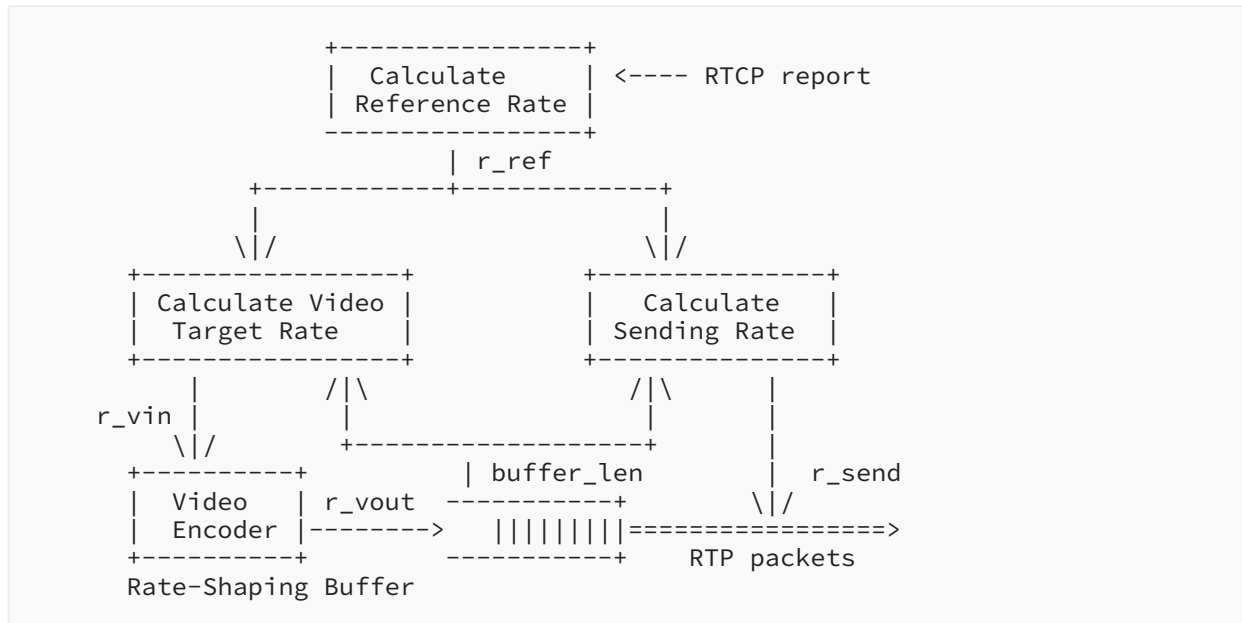 +----------------+
|  Calculate     | <---- RTCP report
| Reference Rate |
-----------------+
| r_ref
+------------+-------------+
|                          |
\|/                        \|/
+-----------------+           +---------------+
| Calculate Video |           |   Calculate   |
|  Target Rate    |           | Sending Rate  |
+-----------------+           +---------------+
|        /|\                 /|\      |
r_vin |         |                   |       |
\|/        +-------------------+       |
+----------+          | buffer_len        |  r_send
|  Video   | r_vout  -----------+        \|/
|  Encoder |-------->   |||||||||=================>
+----------+         -----------+    RTP packets
Rate-Shaping Buffer